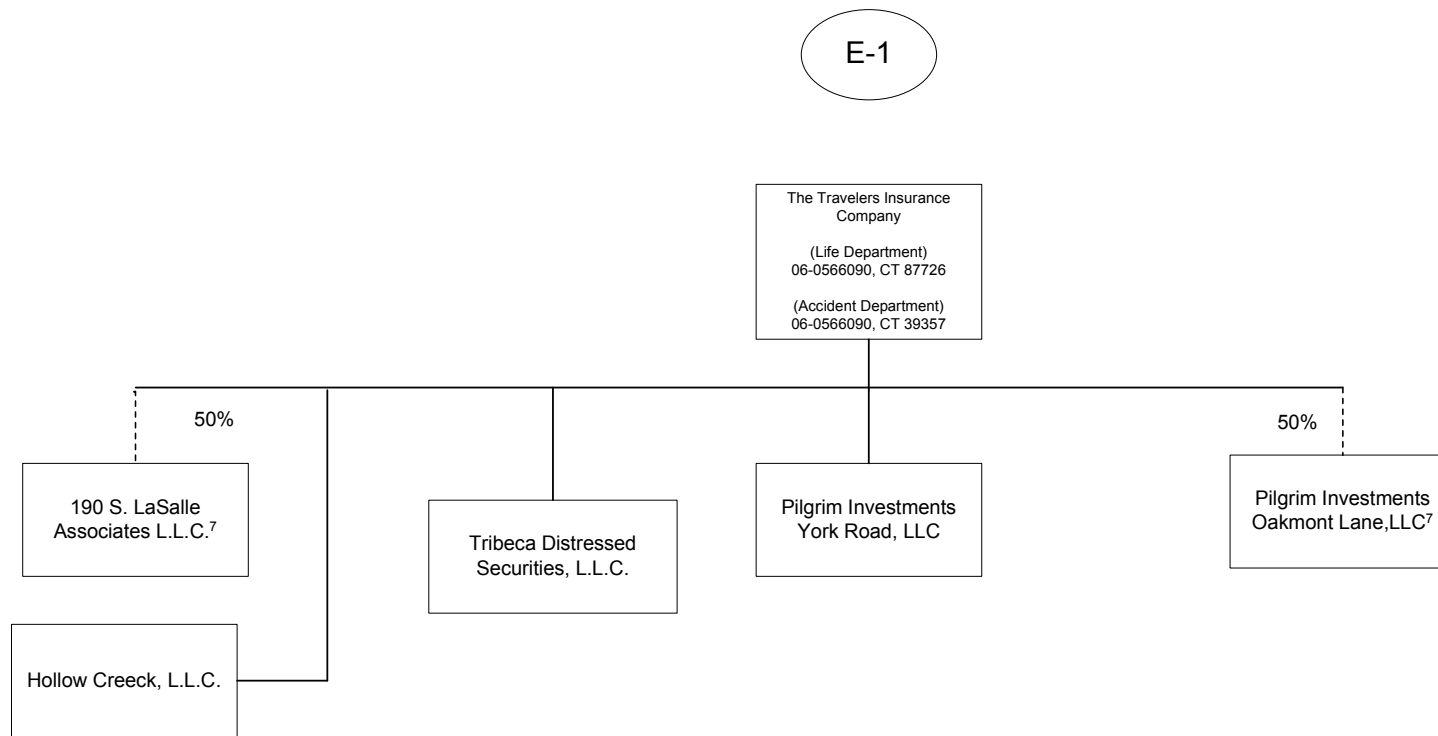 E-1
The Travelers Insurance
Company
(Life Department)
06-0566090, CT 87726
(Accident Department)
06-0566090, CT 39357
50%
50%
190 S. LaSalle
Associates L.L.C.7
Tribeca Distressed
Securities, L.L.C.
Pilgrim Investments
York Road, LLC
Pilgrim Investments
Oakmont Lane,LLC7
Hollow Creeck, L.L.C.